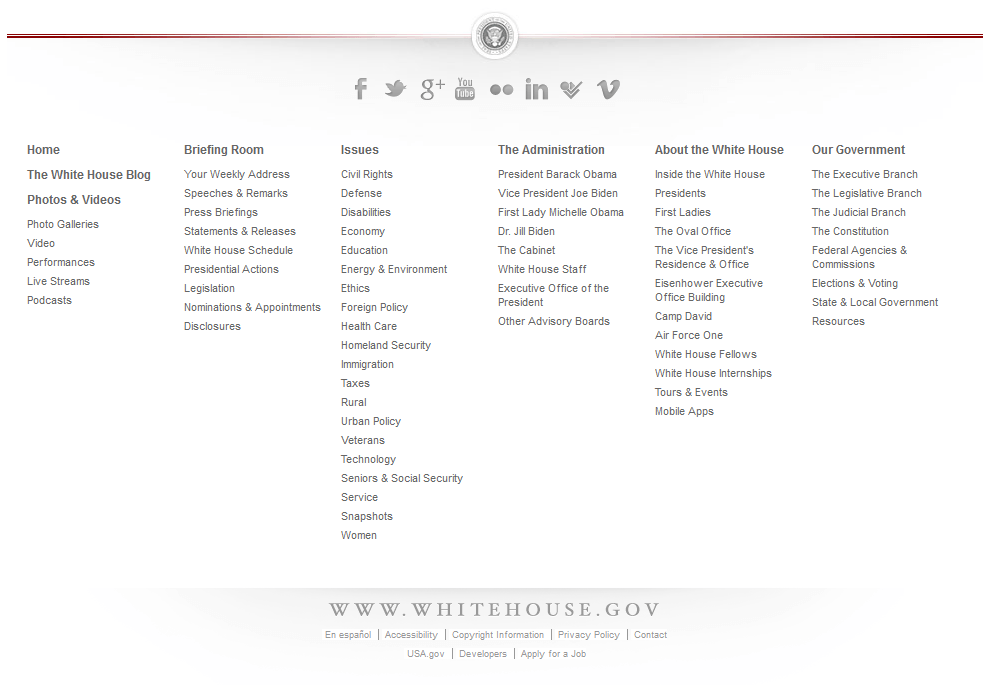 f
g+
You
Tube
in
Home
The White House Blog
Photos & Videos
Photo Galleries
Video
Performances
Live Streams
Podcasts
Briefing Room
Your Weekly Address
Speeches & Remarks
Press Briefings
Statements & Releases
White House Schedule
Presidential Actions
Legislation
Nominations & Appointments
Disclosures
Issues
Civil Rights
Defense
Disabilities
Economy
Education
Energy & Environment
Ethics
Foreign Policy
Health Care
Homeland Security
Immigration
Taxes
Rural
Urban Policy
Veterans
Technology
Seniors & Social Security
Service
Snapshots
Women
The Administration
President Barack Obama
Vice President Joe Biden
First Lady Michelle Obama
Dr. Jill Biden
The Cabinet
White House Staff
Executive Office of the
President
Other Advisory Boards
About the White House
Inside the White House
Presidents
First Ladies
The Oval Office
The Vice President's
Residence & Office
Eisenhower Executive
Office Building
Camp David
Air Force One
White House Fellows
White House Internships
Tours & Events
Mobile Apps
Our Government
The Executive Branch
The Legislative Branch
The Judicial Branch
The Constitution
Federal Agencies &
Commissions
Elections & Voting
State & Local Government
Resources
WWW.WHITEHOUSE.GOV
En español | Accessibility | Copyright Information | Privacy Policy | Contact
USA.gov | Developers | Apply for a Job